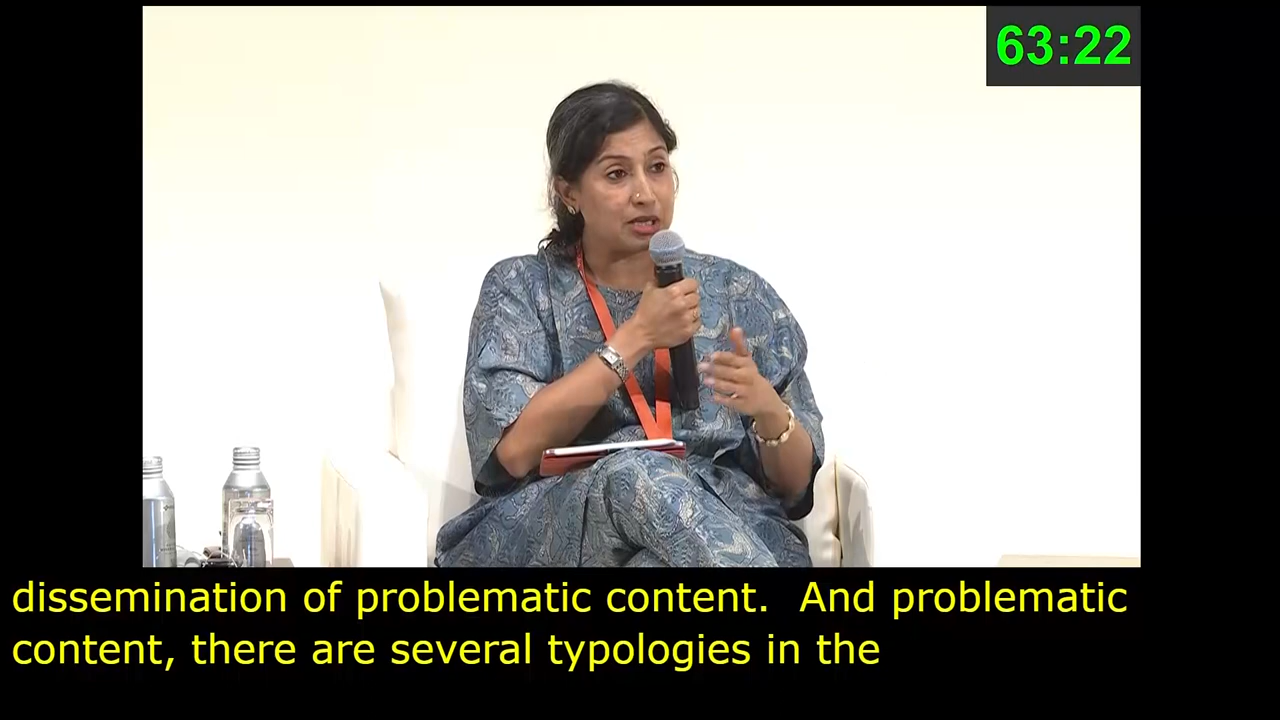 63:22
dissemination of problematic content.  And problematic
content, there are several typologies in the